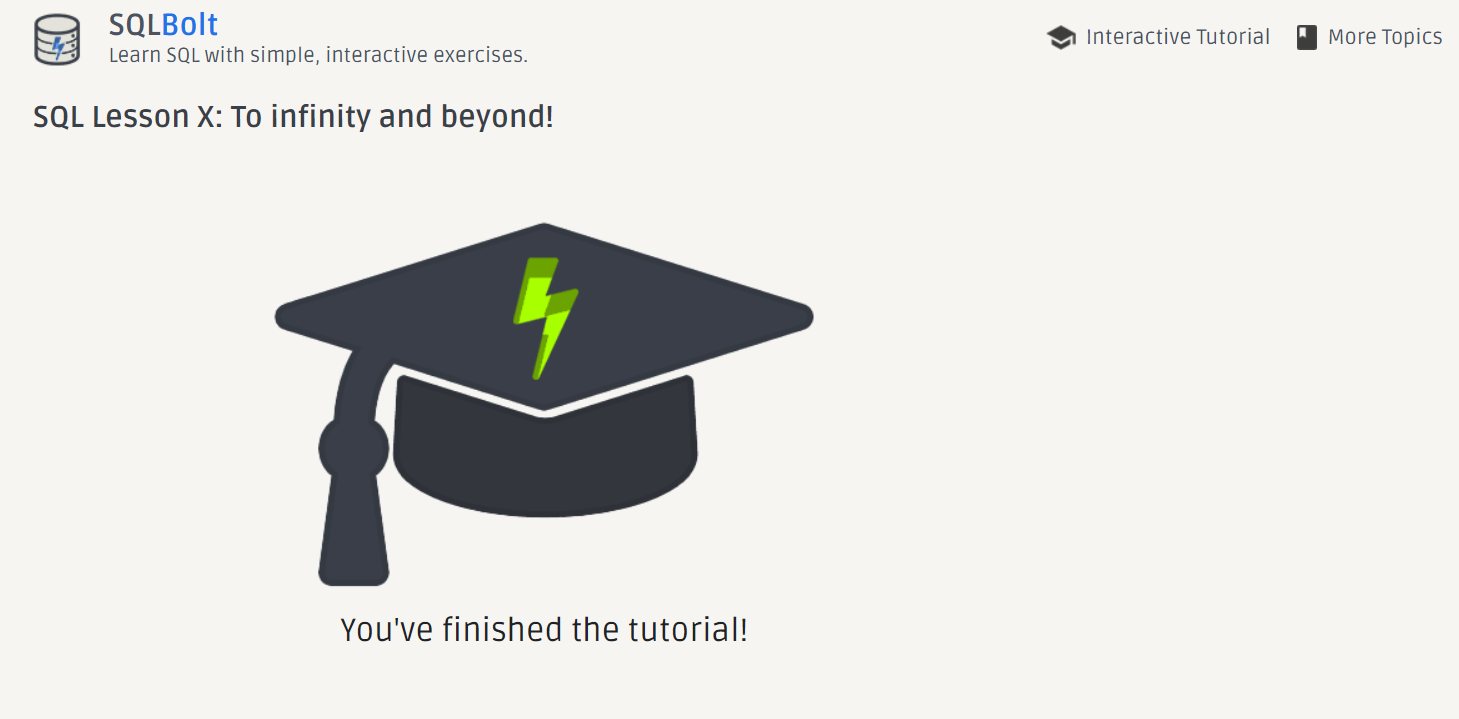 SQLBolt
Learn SQL with simple, interactive exercises.
Interactive Tutorial
More Topics
SQL Lesson X: To infinity and beyond!
You've finished the tutorial!